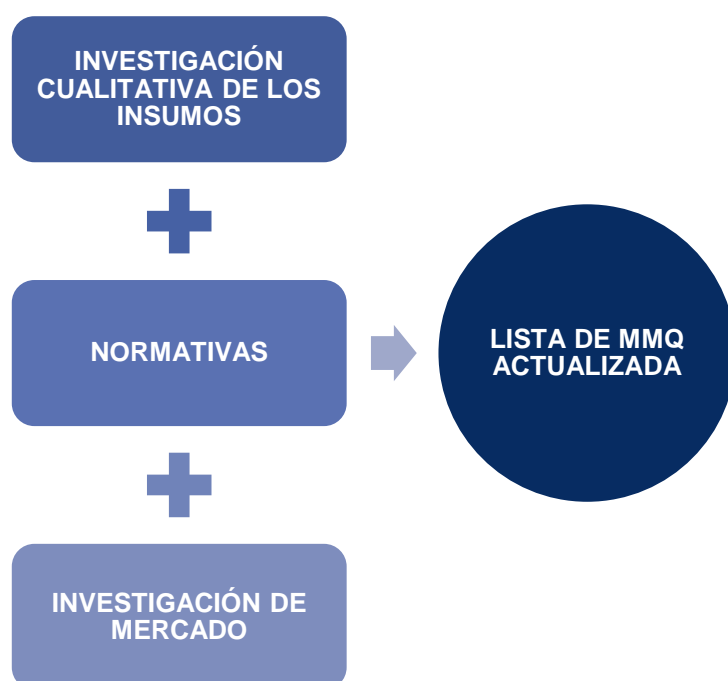 INVESTIGACIÓN
CUALITATIVA DE LOS
INSUMOS
NORMATIVAS
INVESTIGACIÓN DE
MERCADO
LISTA DE MMQ
ACTUALIZADA